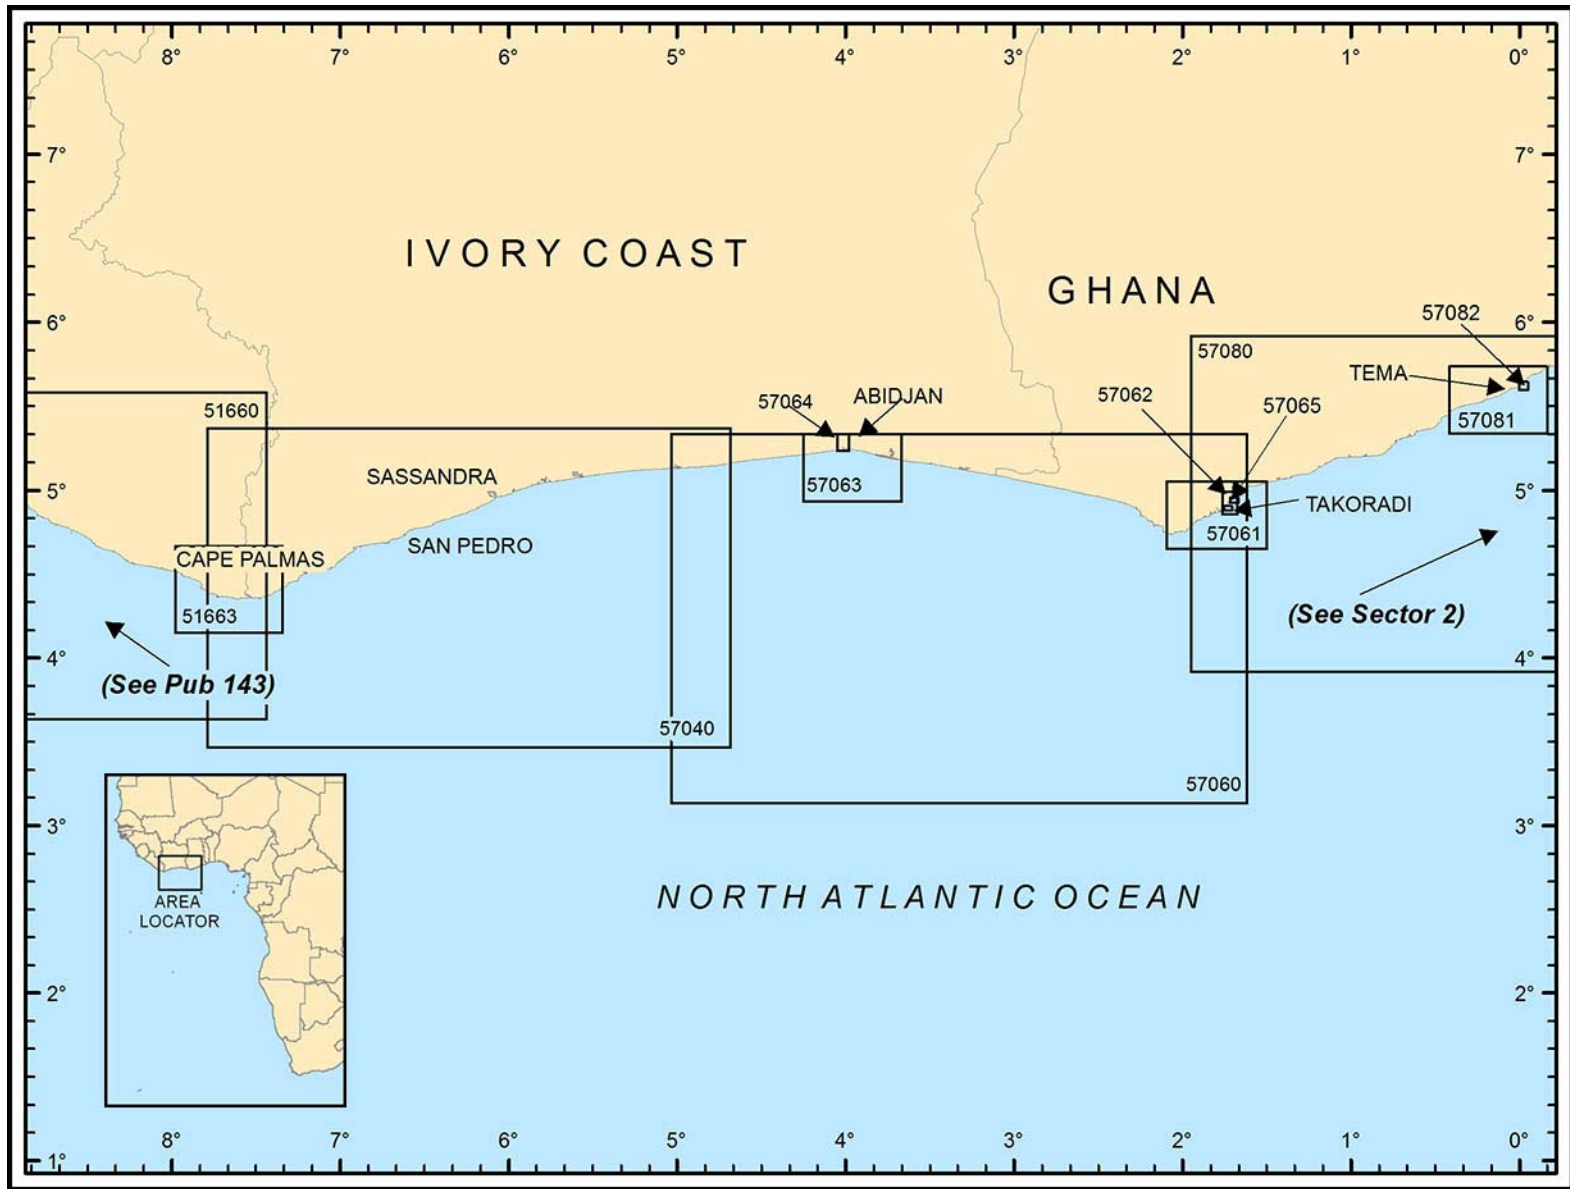 8° 7° 6° 5° 4° 3° 2° 1° 0°
7° 7°
IVORY COAST
GHANA
57082
6° 6°
57080
TEMA
57062
57064 ABIDJAN
57065
51660
57081
SASSANDRA
57063
5° 5°
TAKORADI
57061
SAN PEDRO
CAPE PALMAS
51663
(See Sector 2)
4° 4°
(See Pub 143)
57040
57060
3° 3°
NORTH ATLANTIC OCEAN
AREA
LOCATOR
2° 2°
8° 7° 6° 5° 4° 3° 2° 1° 0°
1°